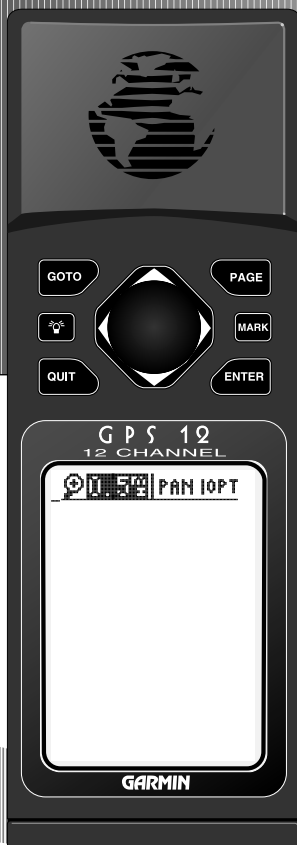 GOTO
PAGE
MARK
QUIT
ENTER
GPS 12
12 CHANNEL
PAN OPT
GARMIN